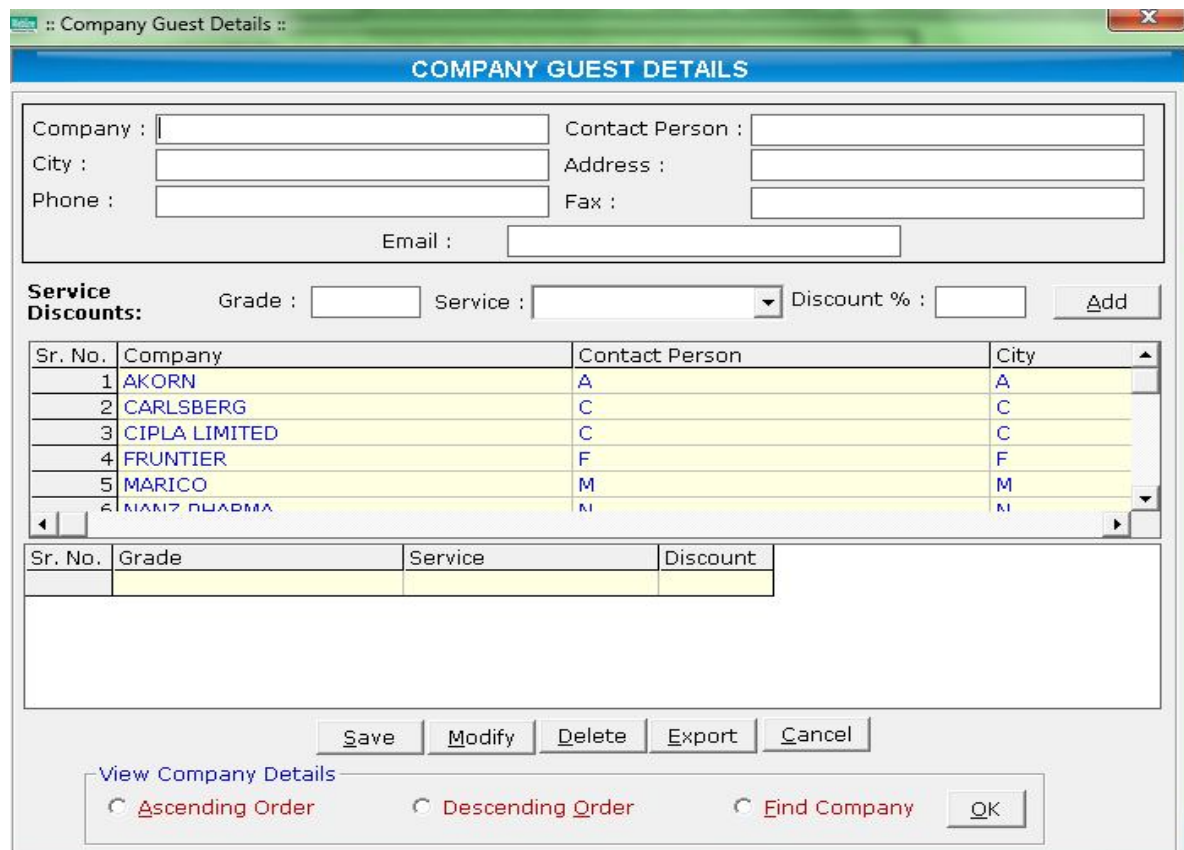 :: Company Guest Details ::
COMPANY GUEST DETAILS
Company : Contact Person :
City : Address :
Phone : Fax :
Email :
Service Discounts: Grade : Service : Discount % : Add
Sr. No. Company Contact Person City
1 AKORN A A
2 CARLSBERG C C
3 CIPLA LIMITED C C
4 FRUNTIER F F
5 MARICO M M
6 NANZ PHARMA N N
Sr. No. Grade Service Discount
Save Modify Delete Export Cancel
View Company Details
Ascending Order Descending Order Find Company OK